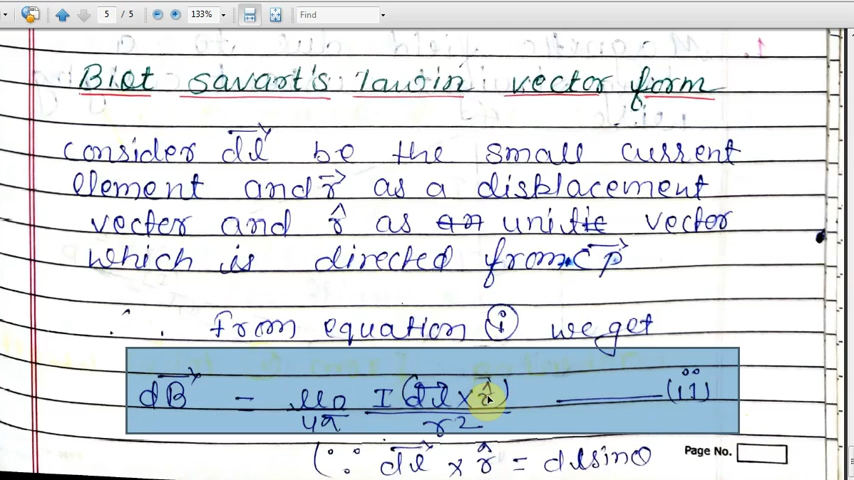 5 / 5
133%
Find
Biot savart's law in vector form
consider d𝑙⃗ be the small current
element and r⃗ as a displacement
vector and r̂ as an unit vector
which is directed from CP⃗
∴ from equation (i) we get
dB⃗ = μ₀/4π I(d𝑙⃗ × r̂)/r² ——— (ii)
(∵ d𝑙⃗ × r̂ = d𝑙 sinθ
Page No.